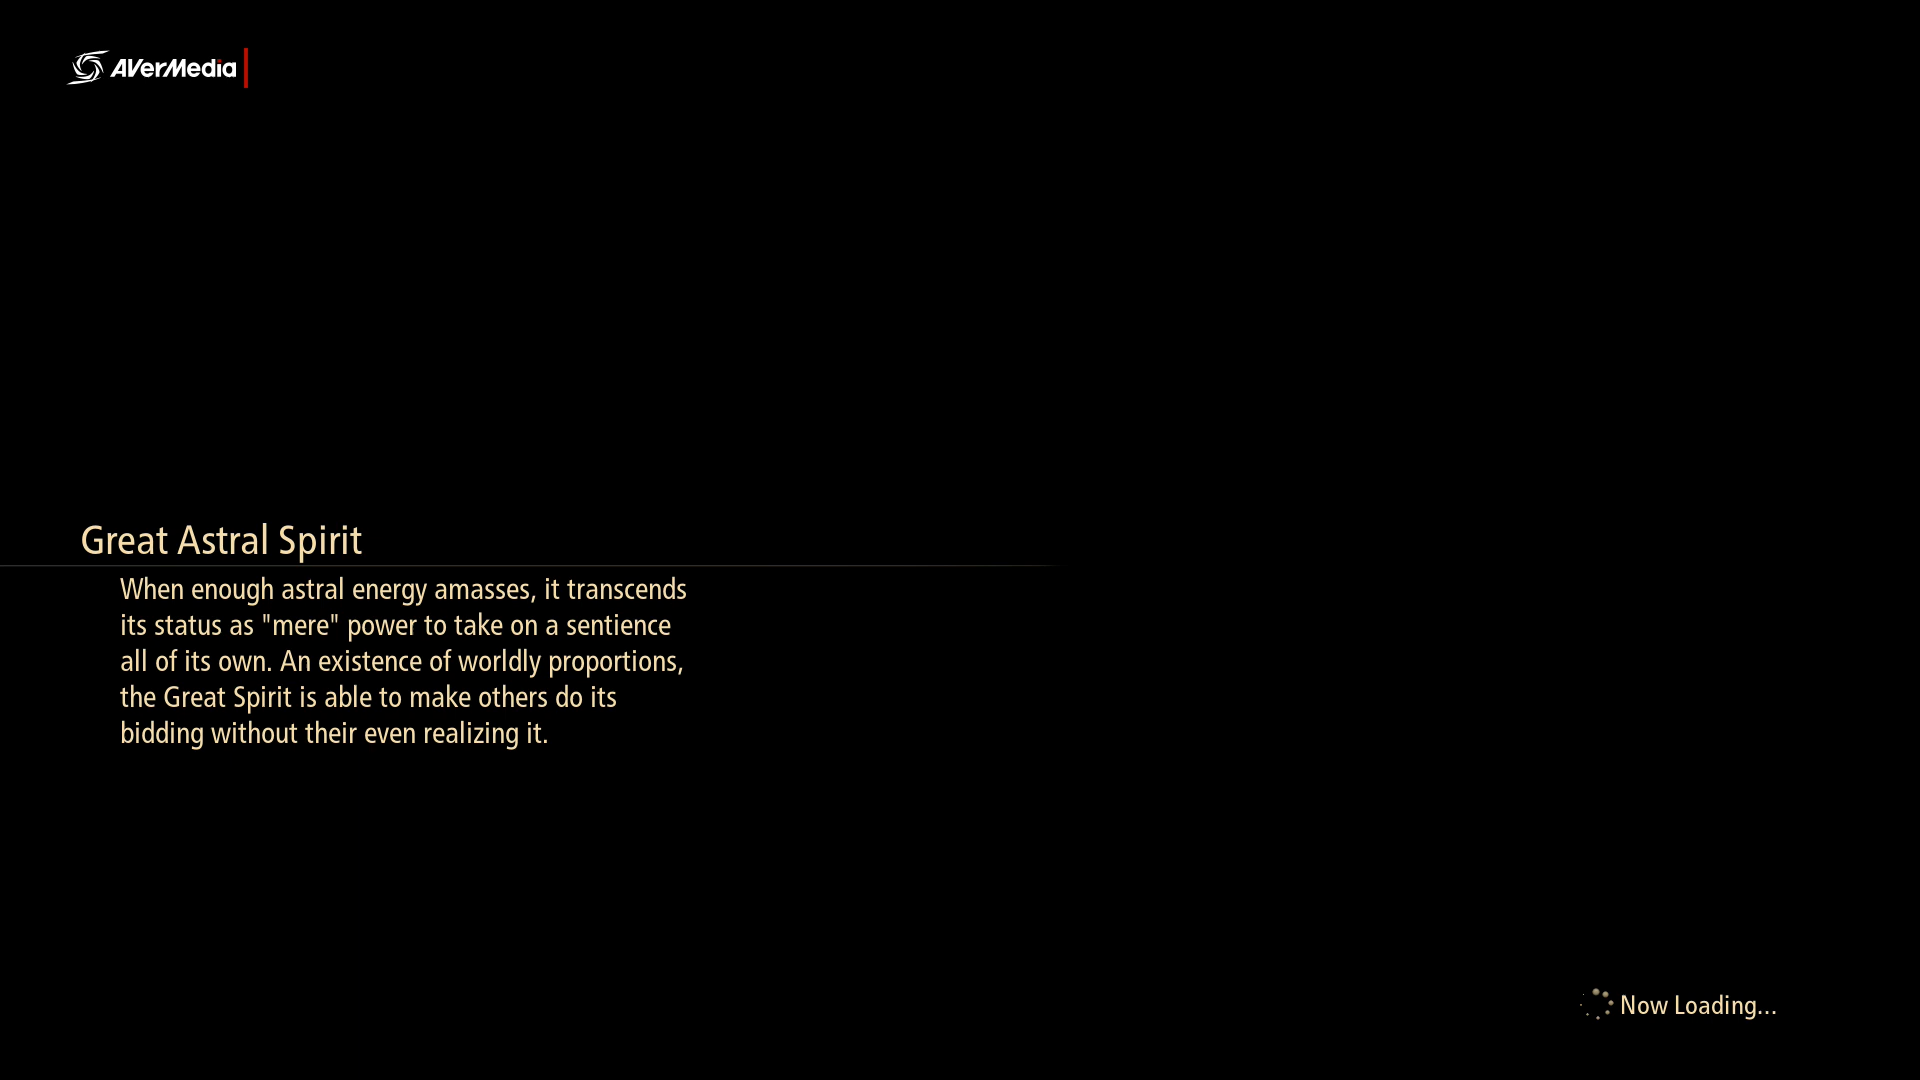 AVerMedia
Great Astral Spirit
When enough astral energy amasses, it transcends
its status as "mere" power to take on a sentience
all of its own. An existence of worldly proportions,
the Great Spirit is able to make others do its
bidding without their even realizing it.
Now Loading...